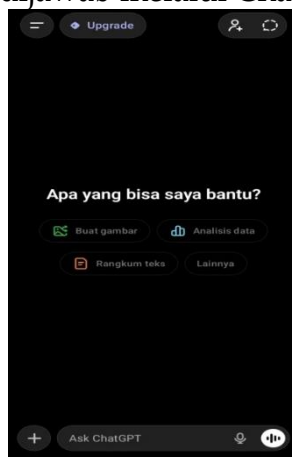 Upgrade
Apa yang bisa saya bantu?
Buat gambar
Analisis data
Rangkum teks
Lainnya
Ask ChatGPT